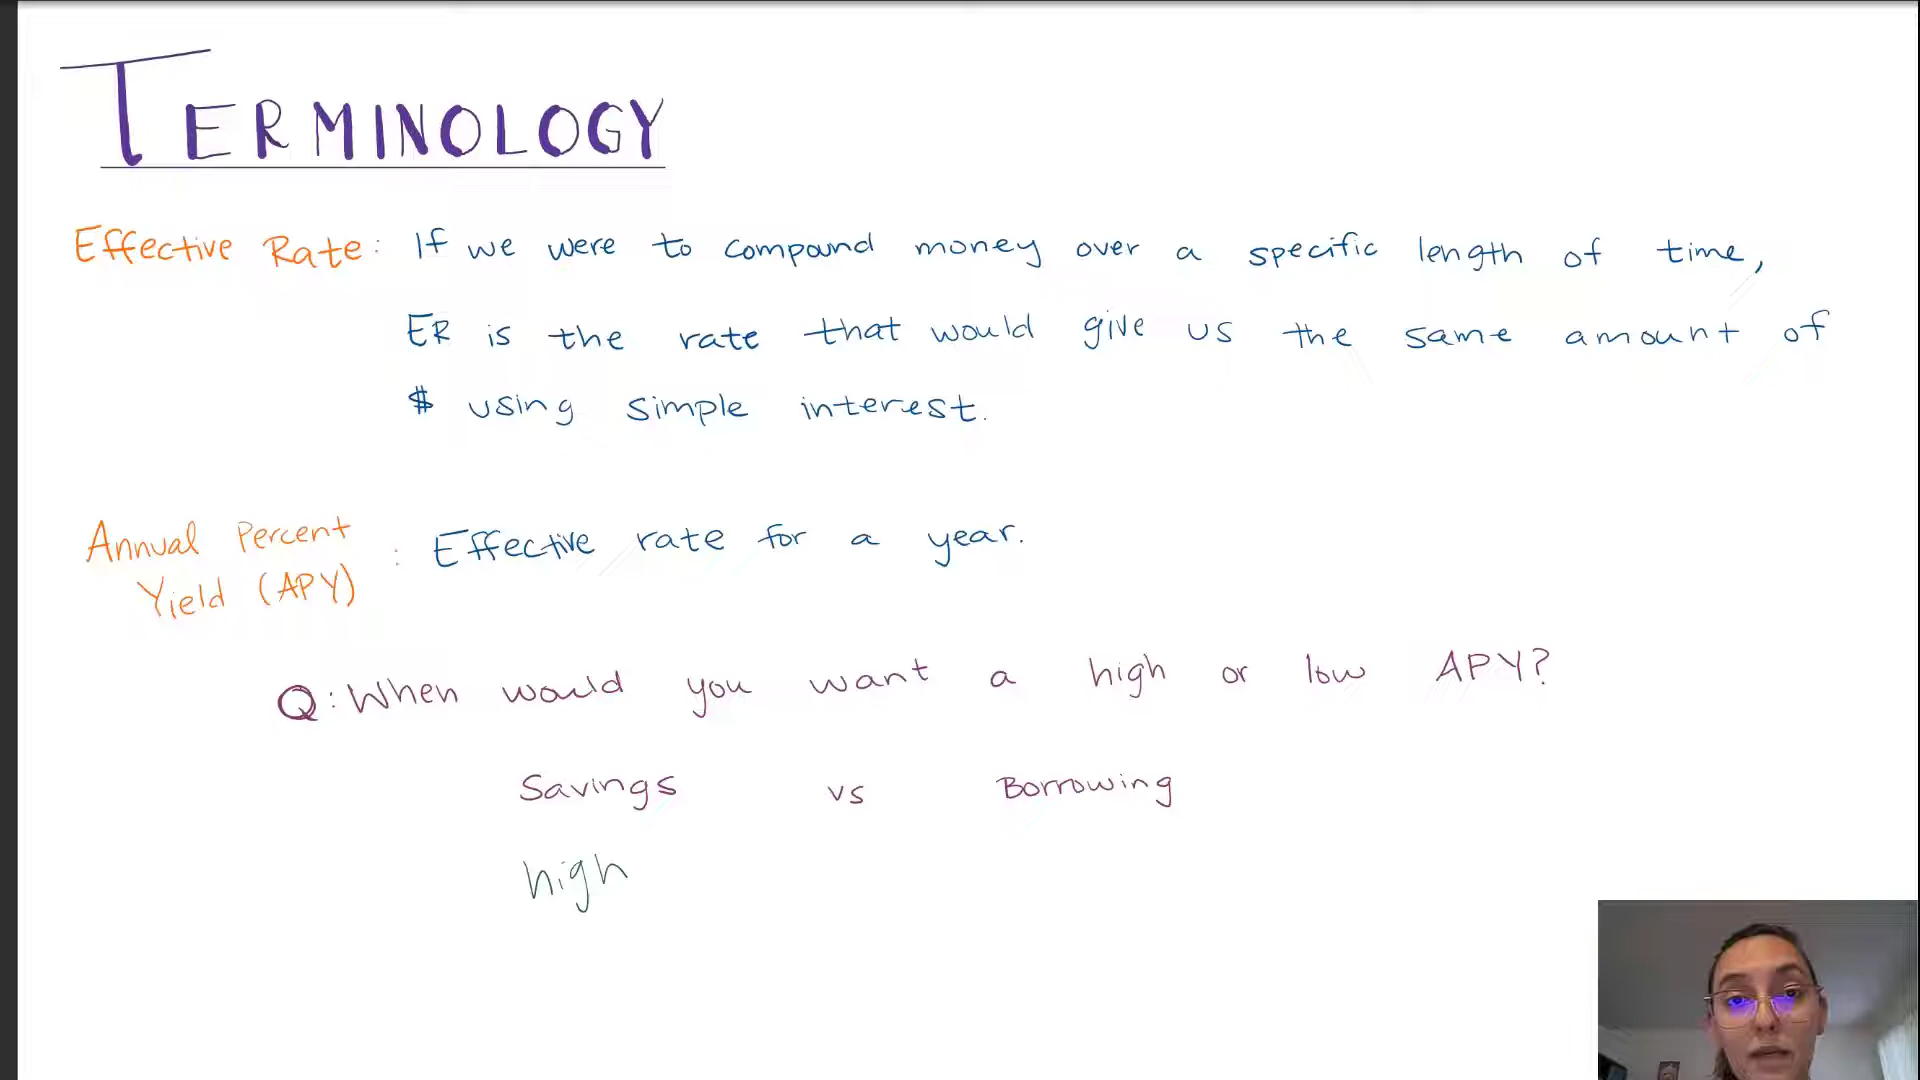 TERMINOLOGY
Effective Rate: If we were to compound money over a specific length of time,
ER is the rate that would give us the same amount of
$ using simple interest.
Annual Percent
Yield (APY) : Effective rate for a year.
Q: When would you want a high or low APY?
Savings vs Borrowing
high